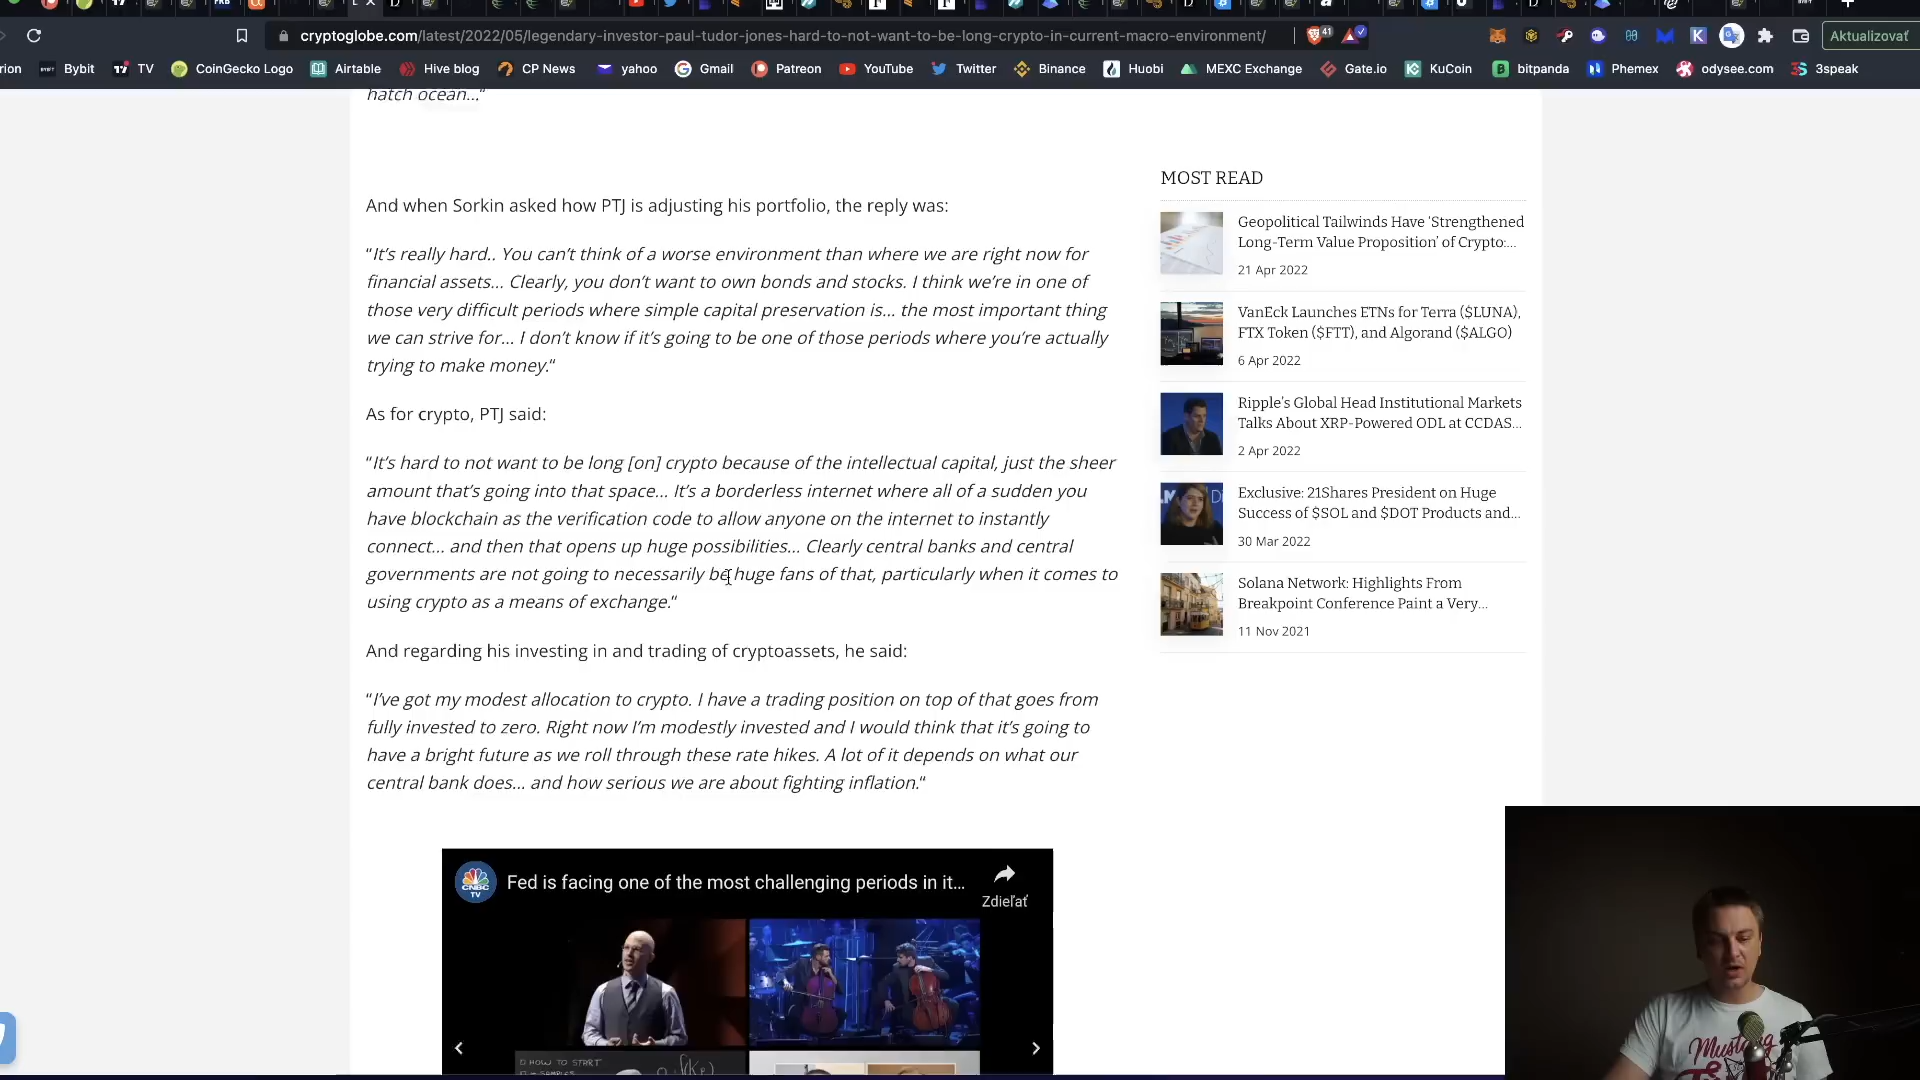 cryptoglobe.com/latest/2022/05/legendary-investor-paul-tudor-jones-hard-to-not-want-to-be-long-crypto-in-current-macro-environment/
41
Aktualizovať
rion Bybit TV CoinGecko Logo Airtable Hive blog CP News yahoo Gmail Patreon YouTube Twitter Binance Huobi MEXC Exchange Gate.io KuCoin bitpanda Phemex odysee.com 3speak
hatch ocean…“
And when Sorkin asked how PTJ is adjusting his portfolio, the reply was:
“It’s really hard.. You can’t think of a worse environment than where we are right now for
financial assets… Clearly, you don’t want to own bonds and stocks. I think we’re in one of
those very difficult periods where simple capital preservation is… the most important thing
we can strive for… I don’t know if it’s going to be one of those periods where you’re actually
trying to make money.“
As for crypto, PTJ said:
“It’s hard to not want to be long [on] crypto because of the intellectual capital, just the sheer
amount that’s going into that space… It’s a borderless internet where all of a sudden you
have blockchain as the verification code to allow anyone on the internet to instantly
connect… and then that opens up huge possibilities… Clearly central banks and central
governments are not going to necessarily be huge fans of that, particularly when it comes to
using crypto as a means of exchange.“
And regarding his investing in and trading of cryptoassets, he said:
“I’ve got my modest allocation to crypto. I have a trading position on top of that goes from
fully invested to zero. Right now I’m modestly invested and I would think that it’s going to
have a bright future as we roll through these rate hikes. A lot of it depends on what our
central bank does… and how serious we are about fighting inflation.“
MOST READ
Geopolitical Tailwinds Have ‘Strengthened
Long-Term Value Proposition’ of Crypto:...
21 Apr 2022
VanEck Launches ETNs for Terra ($LUNA),
FTX Token ($FTT), and Algorand ($ALGO)
6 Apr 2022
Ripple’s Global Head Institutional Markets
Talks About XRP-Powered ODL at CCDAS...
2 Apr 2022
Exclusive: 21Shares President on Huge
Success of $SOL and $DOT Products and...
30 Mar 2022
Solana Network: Highlights From
Breakpoint Conference Paint a Very...
11 Nov 2021
CNBC
TV
Fed is facing one of the most challenging periods in it...
Zdieľať
HOW TO START
Mustang